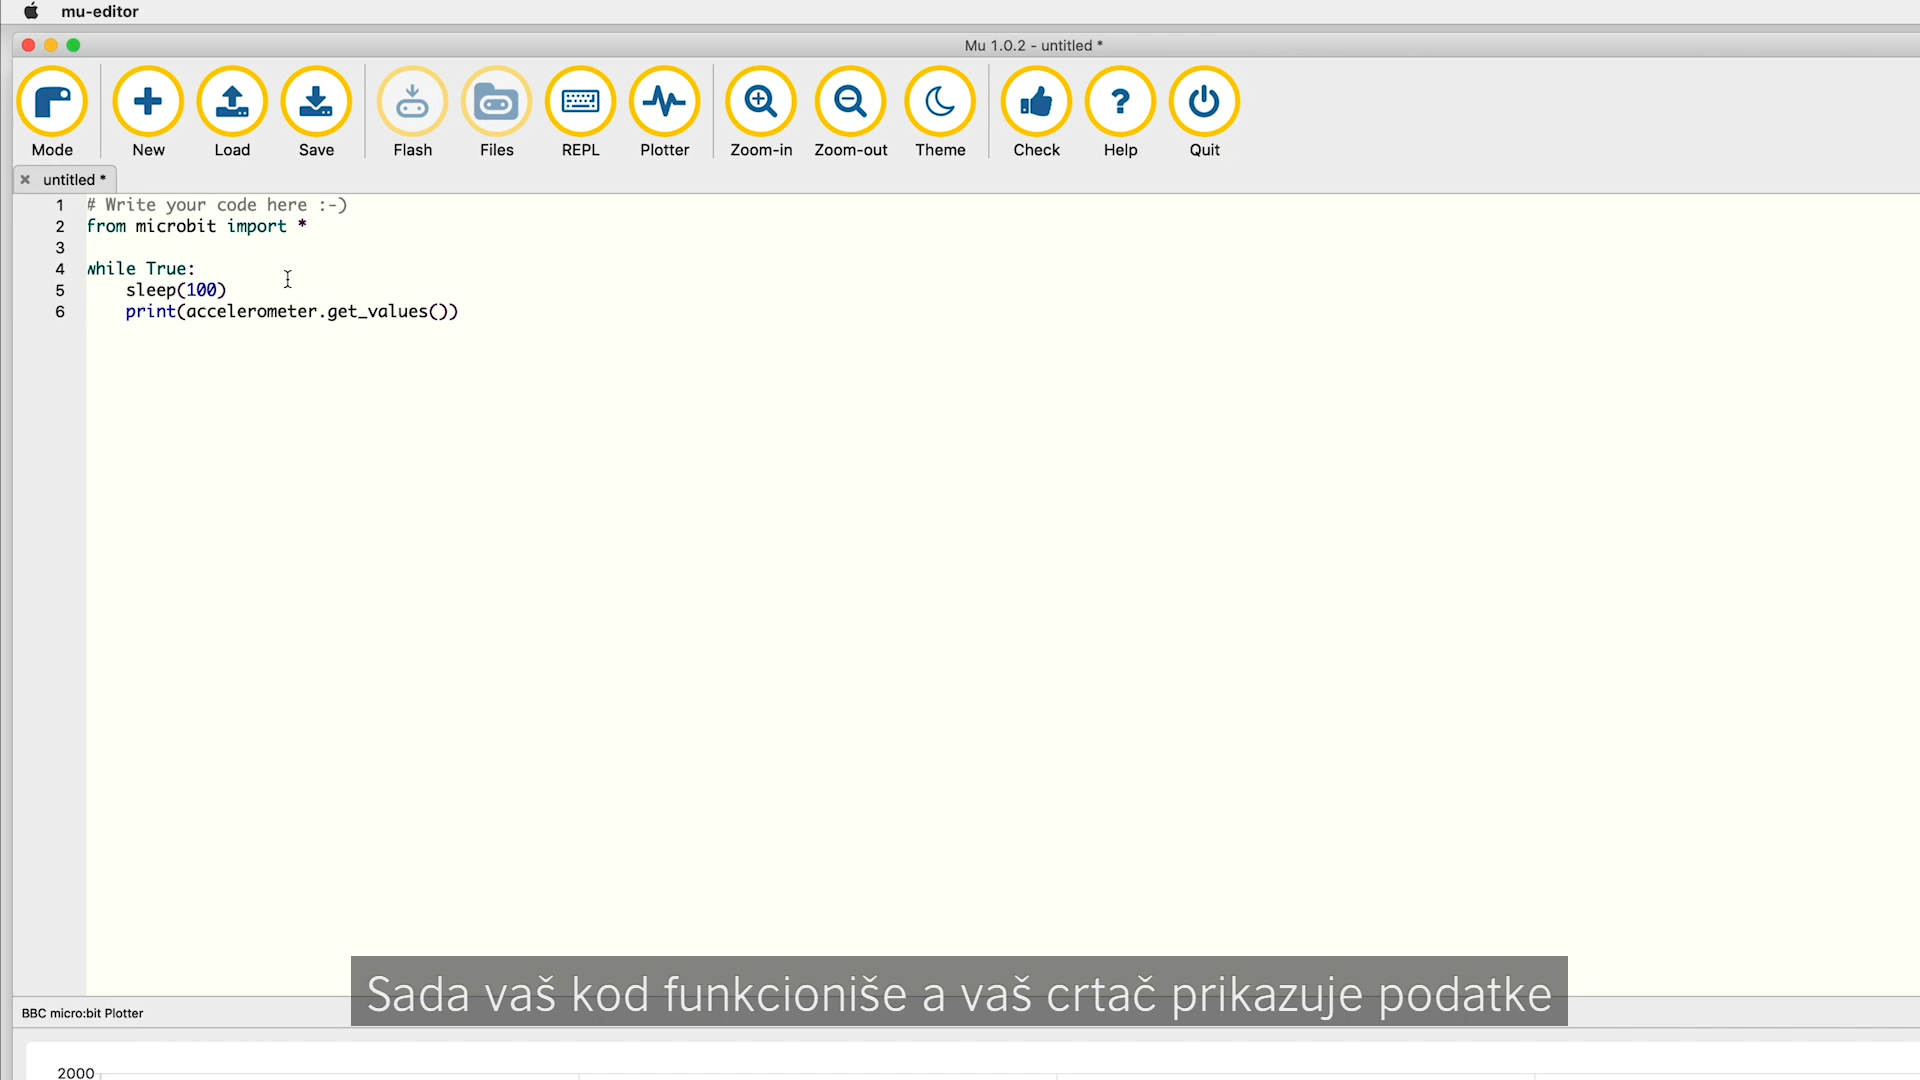 mu-editor
Mu 1.0.2 - untitled *
Mode New Load Save Flash Files REPL Plotter Zoom-in Zoom-out Theme Check Help Quit
untitled *
1 # Write your code here :-)
2 from microbit import *
3
4 while True:
5 sleep(100)
6 print(accelerometer.get_values())
Sada vaš kod funkcioniše a vaš crtač prikazuje podatke
BBC micro:bit Plotter
2000